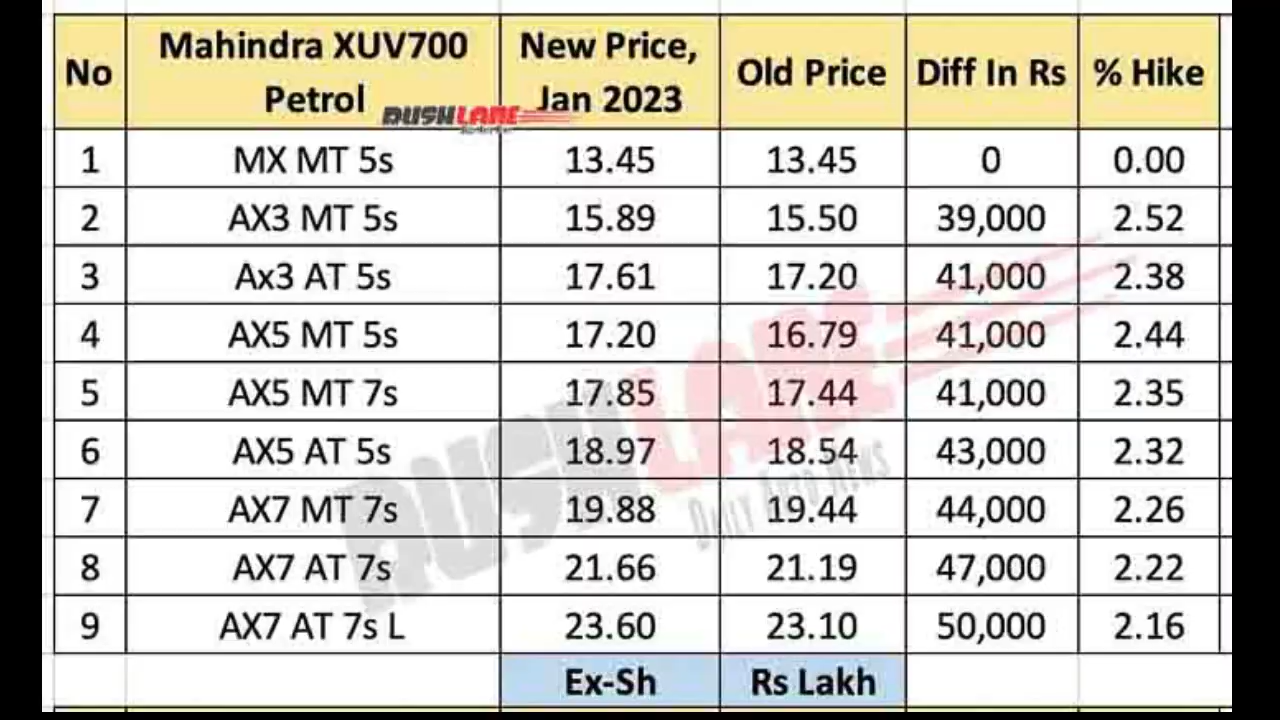 No Mahindra XUV700 Petrol New Price, Jan 2023 Old Price Diff In Rs % Hike
RUSHLANE
1 MX MT 5s 13.45 13.45 0 0.00
2 AX3 MT 5s 15.89 15.50 39,000 2.52
3 Ax3 AT 5s 17.61 17.20 41,000 2.38
4 AX5 MT 5s 17.20 16.79 41,000 2.44
5 AX5 MT 7s 17.85 17.44 41,000 2.35
6 AX5 AT 5s 18.97 18.54 43,000 2.32
7 AX7 MT 7s 19.88 19.44 44,000 2.26
8 AX7 AT 7s 21.66 21.19 47,000 2.22
9 AX7 AT 7s L 23.60 23.10 50,000 2.16
Ex-Sh Rs Lakh
RUSHLANE
DAILY AUTO NEWS